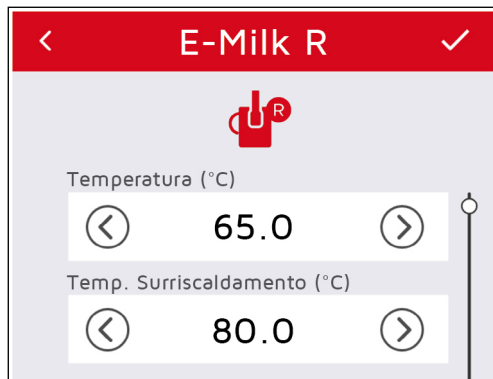 E-Milk R
R
Temperatura (°C)
65.0
Temp. Surriscaldamento (°C)
80.0